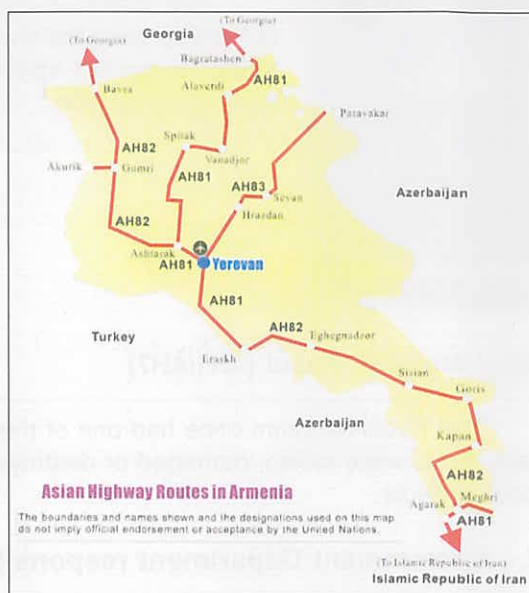 (To Georgia)
Georgia
(To Georgia)
Bagratashen
AH81
Bavra
Alaverdi
Paravakar
AH82
Spitak
Vanadjor
Akurik
Gumri
AH81
AH83
Sevan
Azerbaijan
Hrazdan
AH82
Ashtarak
AH81
Yerevan
AH81
Turkey
AH82
Eghegnadzor
Eraskh
Sisian
Goris
Azerbaijan
Kapan
AH82
Asian Highway Routes in Armenia
Agarak
Meghri
AH81
The boundaries and names shown and the designations used on this map
do not imply official endorsement or acceptance by the United Nations.
(To Islamic Republic of Iran)
Islamic Republic of Iran